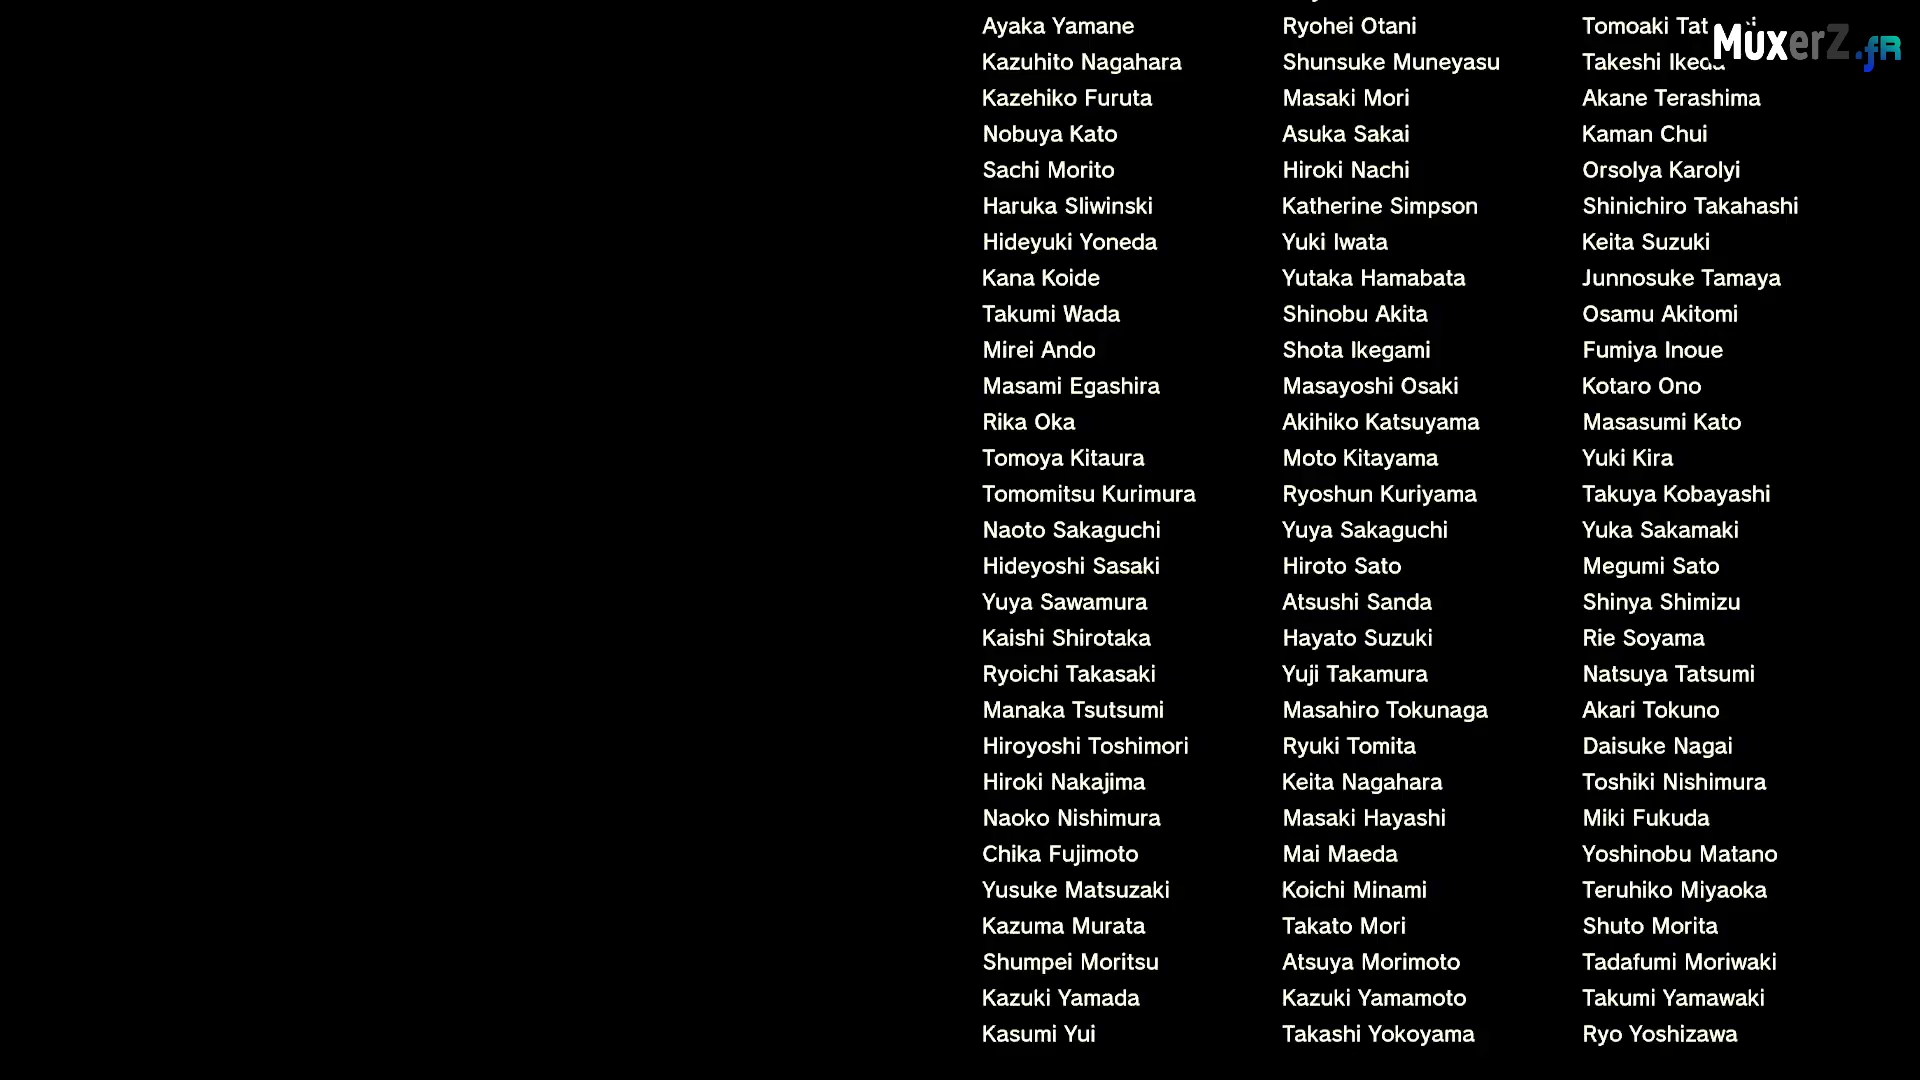 Ayaka Yamane Ryohei Otani Tomoaki
Kazuhito Nagahara Shunsuke Muneyasu Takeshi Ikeda
Kazehiko Furuta Masaki Mori Akane Terashima
Nobuya Kato Asuka Sakai Kaman Chui
Sachi Morito Hiroki Nachi Orsolya Karolyi
Haruka Sliwinski Katherine Simpson Shinichiro Takahashi
Hideyuki Yoneda Yuki Iwata Keita Suzuki
Kana Koide Yutaka Hamabata Junnosuke Tamaya
Takumi Wada Shinobu Akita Osamu Akitomi
Mirei Ando Shota Ikegami Fumiya Inoue
Masami Egashira Masayoshi Osaki Kotaro Ono
Rika Oka Akihiko Katsuyama Masasumi Kato
Tomoya Kitaura Moto Kitayama Yuki Kira
Tomomitsu Kurimura Ryoshun Kuriyama Takuya Kobayashi
Naoto Sakaguchi Yuya Sakaguchi Yuka Sakamaki
Hideyoshi Sasaki Hiroto Sato Megumi Sato
Yuya Sawamura Atsushi Sanda Shinya Shimizu
Kaishi Shirotaka Hayato Suzuki Rie Soyama
Ryoichi Takasaki Yuji Takamura Natsuya Tatsumi
Manaka Tsutsumi Masahiro Tokunaga Akari Tokuno
Hiroyoshi Toshimori Ryuki Tomita Daisuke Nagai
Hiroki Nakajima Keita Nagahara Toshiki Nishimura
Naoko Nishimura Masaki Hayashi Miki Fukuda
Chika Fujimoto Mai Maeda Yoshinobu Matano
Yusuke Matsuzaki Koichi Minami Teruhiko Miyaoka
Kazuma Murata Takato Mori Shuto Morita
Shumpei Moritsu Atsuya Morimoto Tadafumi Moriwaki
Kazuki Yamada Kazuki Yamamoto Takumi Yamawaki
Kasumi Yui Takashi Yokoyama Ryo Yoshizawa
MuxerZ.fR